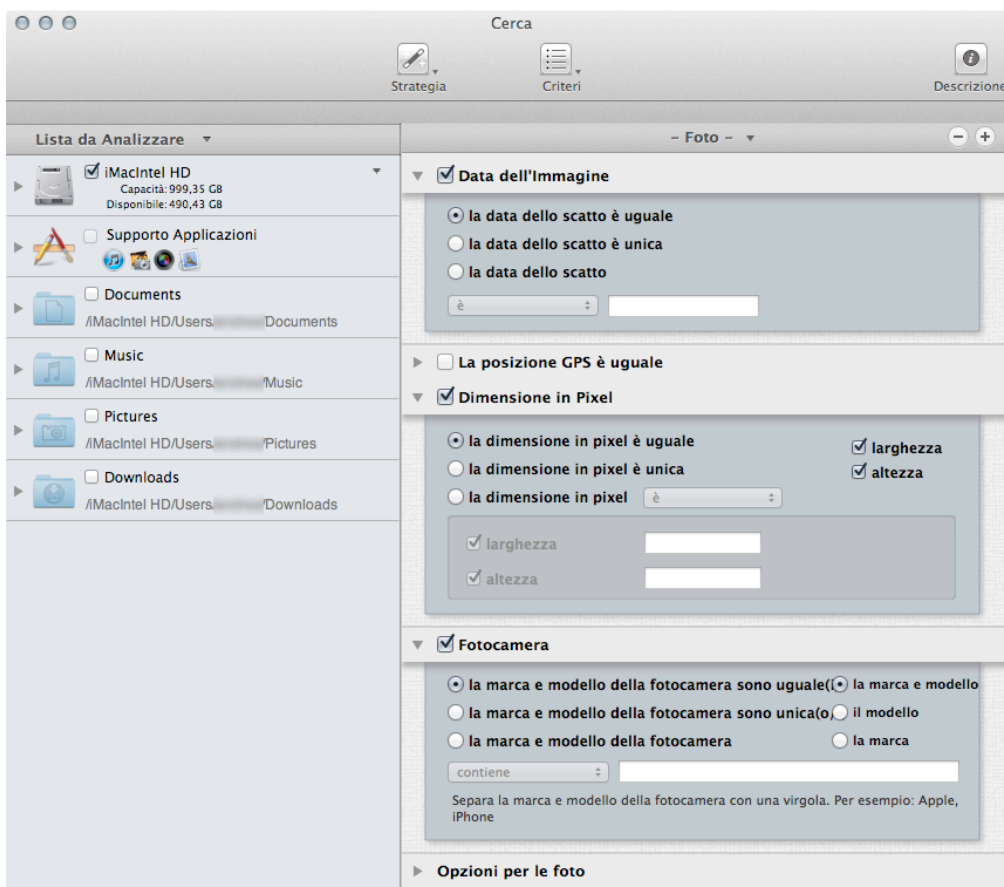 Cerca
Strategia
Criteri
Descrizione
Lista da Analizzare
iMacIntel HD
Capacità: 999,35 GB
Disponibile: 490,43 GB
Supporto Applicazioni
Documents
/iMacIntel HD/Users/ /Documents
Music
/iMacIntel HD/Users/ /Music
Pictures
/iMacIntel HD/Users/ /Pictures
Downloads
/iMacIntel HD/Users/ /Downloads
– Foto –
Data dell'Immagine
la data dello scatto è uguale
la data dello scatto è unica
la data dello scatto
è
La posizione GPS è uguale
Dimensione in Pixel
la dimensione in pixel è uguale
larghezza
la dimensione in pixel è unica
altezza
la dimensione in pixel è
larghezza
altezza
Fotocamera
la marca e modello della fotocamera sono uguale(i la marca e modello
la marca e modello della fotocamera sono unica(o, il modello
la marca e modello della fotocamera la marca
contiene
Separa la marca e modello della fotocamera con una virgola. Per esempio: Apple,
iPhone
Opzioni per le foto